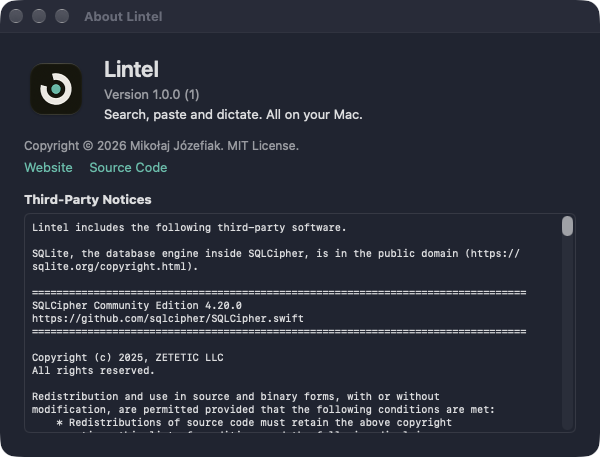 About Lintel
Lintel
Version 1.0.0 (1)
Search, paste and dictate. All on your Mac.
Copyright © 2026 Mikołaj Józefiak. MIT License.
Website Source Code
Third-Party Notices
Lintel includes the following third-party software.
SQLite, the database engine inside SQLCipher, is in the public domain (https://
sqlite.org/copyright.html).
================================================================================
SQLCipher Community Edition 4.20.0
https://github.com/sqlcipher/SQLCipher.swift
================================================================================
Copyright (c) 2025, ZETETIC LLC
All rights reserved.
Redistribution and use in source and binary forms, with or without
modification, are permitted provided that the following conditions are met:
* Redistributions of source code must retain the above copyright